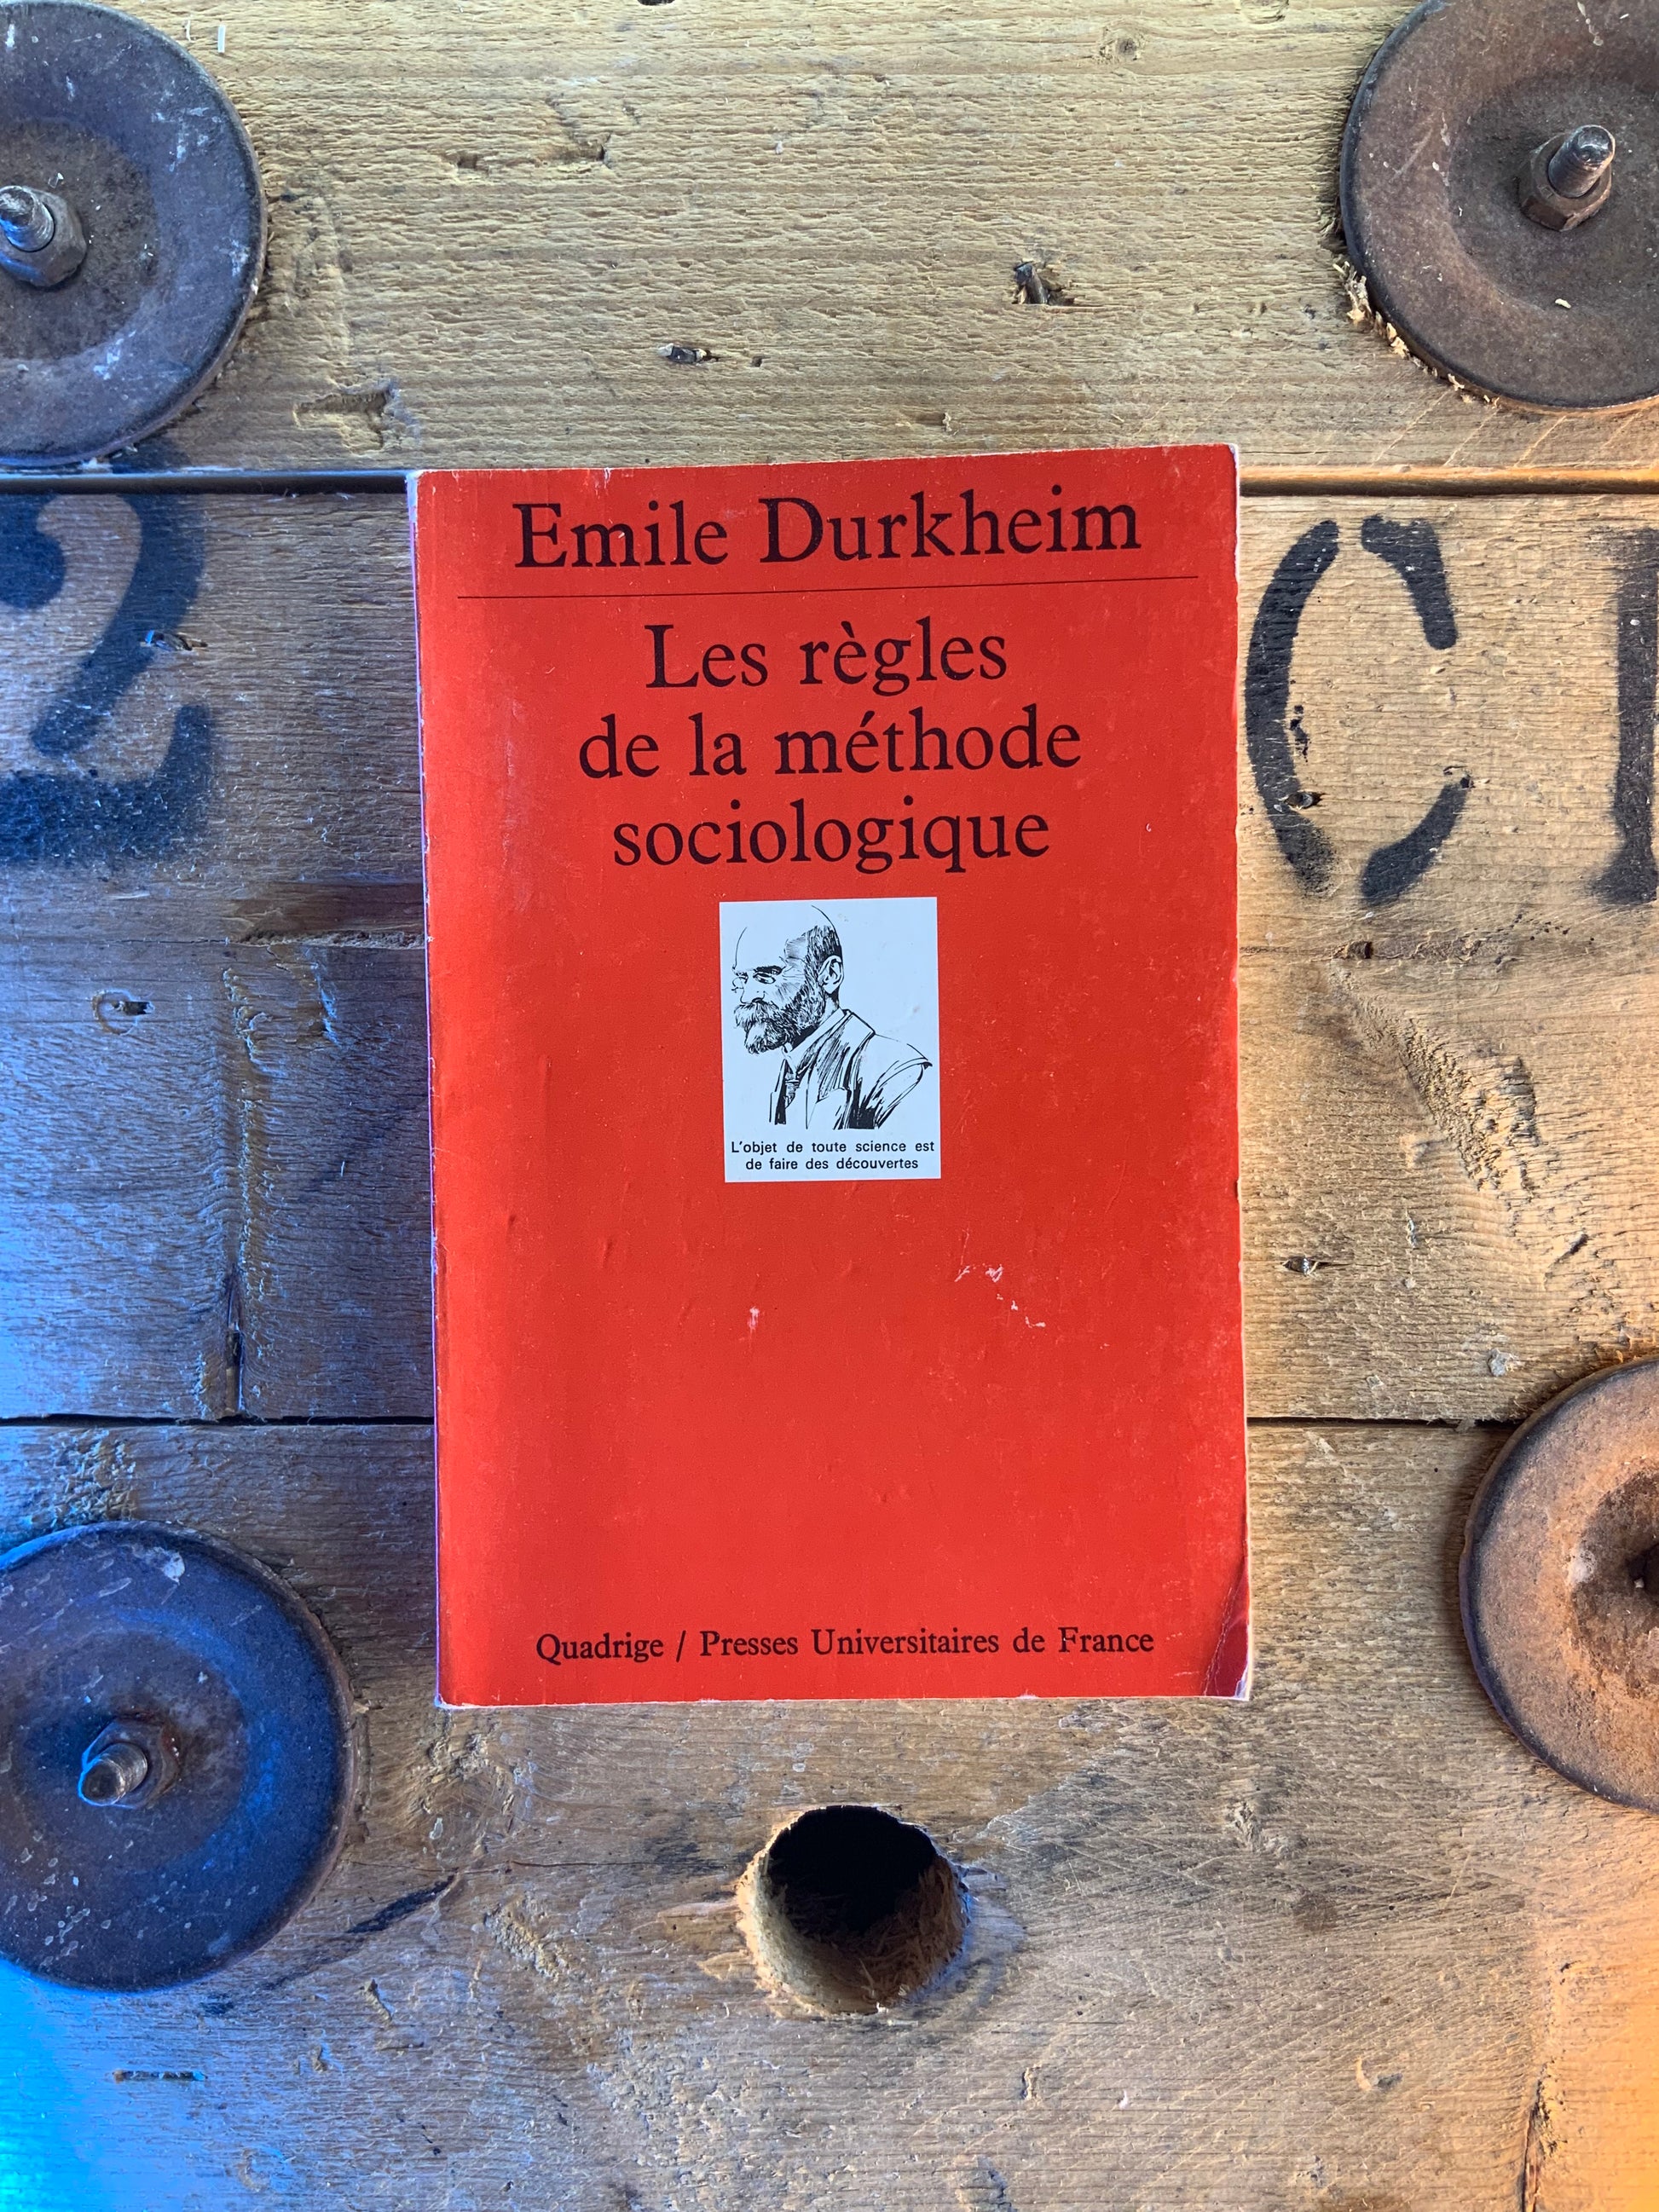 Emile Durkheim
Les règles
de la méthode
sociologique
L'objet de toute science est
de faire des découvertes
Quadrige / Presses Universitaires de France
2
C